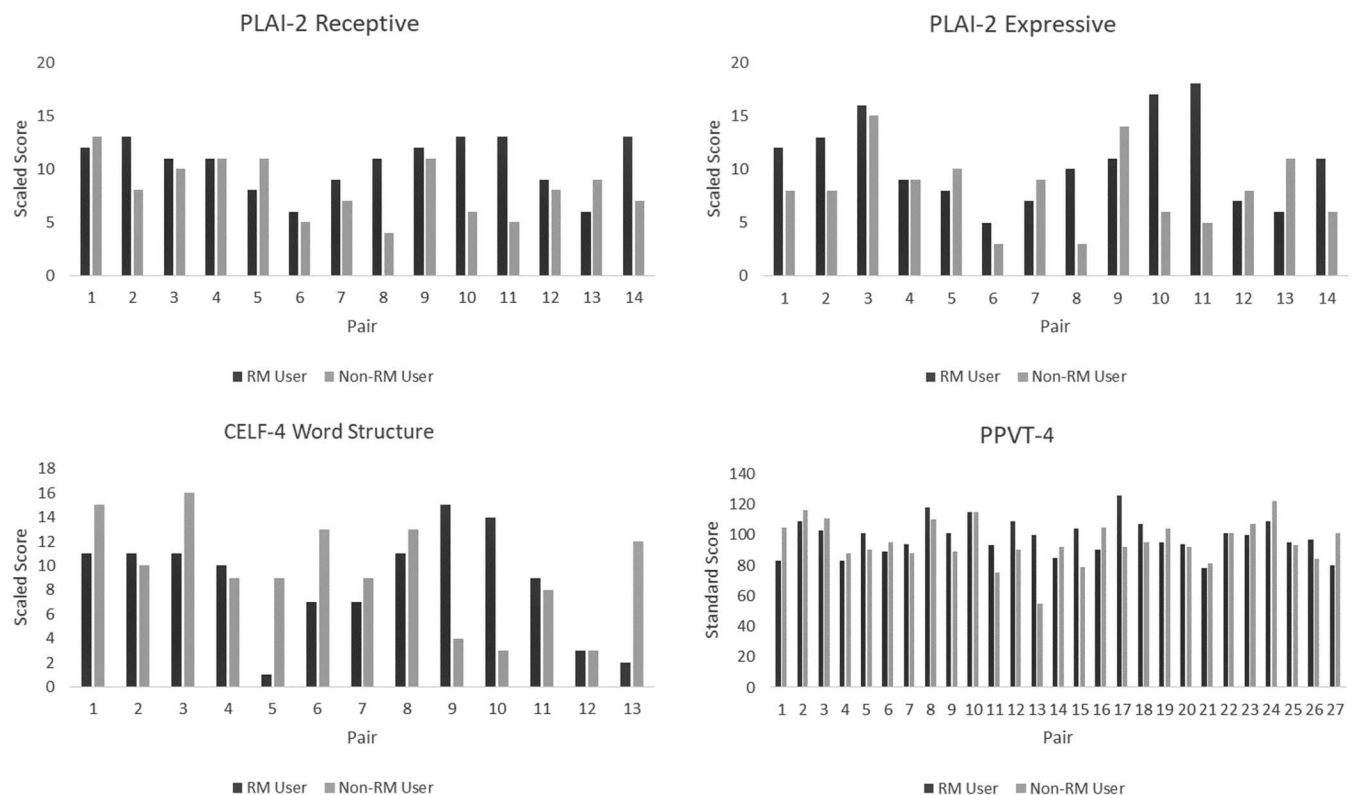 PLAI-2 Receptive
20
15
10
5
0
Scaled Score
1 2 3 4 5 6 7 8 9 10 11 12 13 14
Pair
RM User Non-RM User
PLAI-2 Expressive
20
15
10
5
0
Scaled Score
1 2 3 4 5 6 7 8 9 10 11 12 13 14
Pair
RM User Non-RM User
CELF-4 Word Structure
18
16
14
12
10
8
6
4
2
0
Scaled Score
1 2 3 4 5 6 7 8 9 10 11 12 13
Pair
RM User Non-RM User
PPVT-4
140
120
100
80
60
40
20
0
Standard Score
1 2 3 4 5 6 7 8 9 10 11 12 13 14 15 16 17 18 19 20 21 22 23 24 25 26 27
Pair
RM User Non-RM User